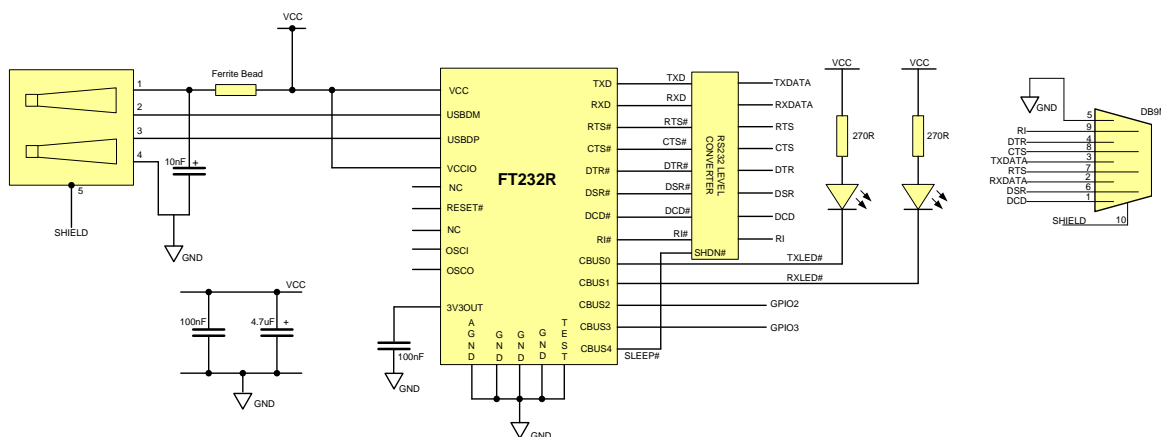 VCC
Ferrite Bead
1
2
3
4
5
SHIELD
10nF
+
GND
VCC
100nF
4.7uF
+
GND
FT232R
VCC
USBDM
USBDP
VCCIO
NC
RESET#
NC
OSCI
OSCO
3V3OUT
100nF
GND
AGND
GND
GND
GND
TEST
GND
TXD
RXD
RTS#
CTS#
DTR#
DSR#
DCD#
RI#
CBUS0
CBUS1
CBUS2
CBUS3
CBUS4
TXD
RXD
RTS#
CTS#
DTR#
DSR#
DCD#
RI#
RS232 LEVEL
CONVERTER
SHDN#
SLEEP#
TXDATA
RXDATA
RTS
CTS
DTR
DSR
DCD
RI
TXLED#
RXLED#
GPIO2
GPIO3
VCC
270R
VCC
270R
GND
RI
DTR
CTS
TXDATA
RTS
RXDATA
DSR
DCD
SHIELD
5
9
4
8
3
7
2
6
1
10